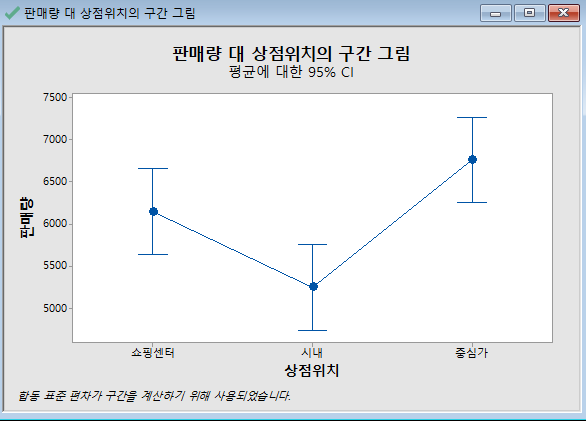 판매량 대 상점위치의 구간 그림
판매량 대 상점위치의 구간 그림
평균에 대한 95% CI
7500
7000
6500
6000
5500
5000
판매량
쇼핑센터 시내 중심가
상점위치
합동 표준 편차가 구간을 계산하기 위해 사용되었습니다.